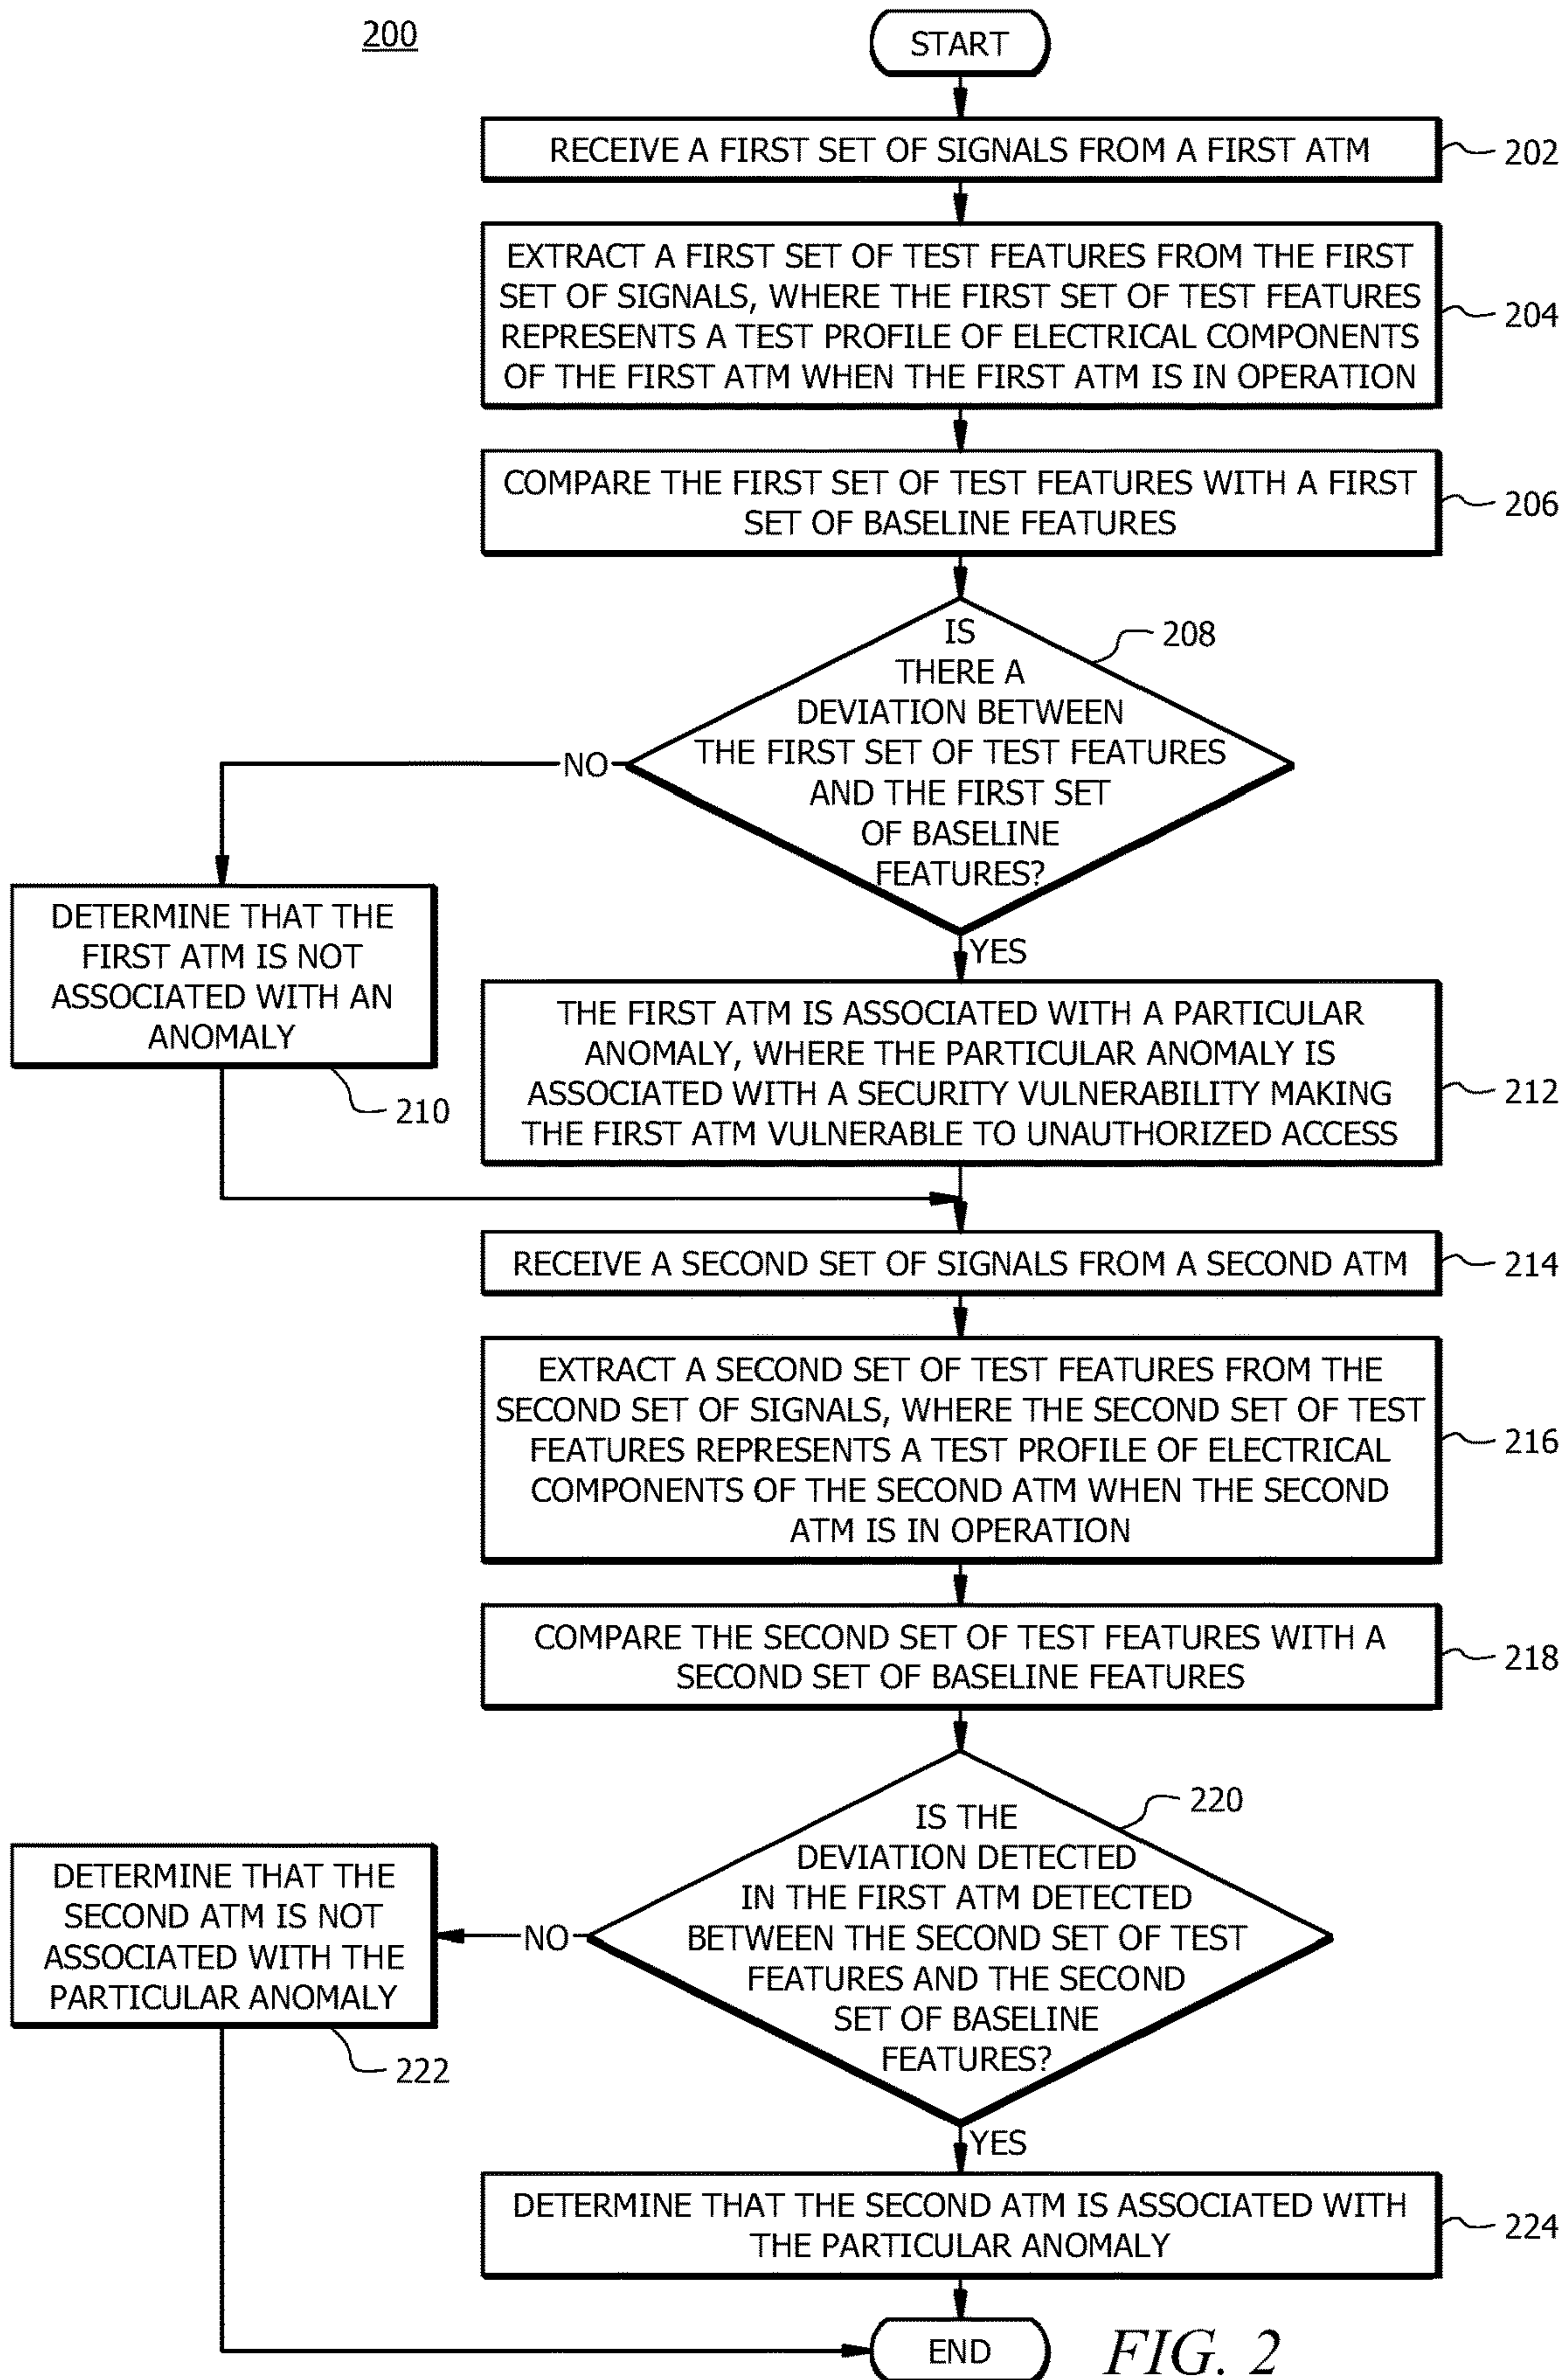 200
START
RECEIVE A FIRST SET OF SIGNALS FROM A FIRST ATM
202
EXTRACT A FIRST SET OF TEST FEATURES FROM THE FIRST
SET OF SIGNALS, WHERE THE FIRST SET OF TEST FEATURES
REPRESENTS A TEST PROFILE OF ELECTRICAL COMPONENTS
OF THE FIRST ATM WHEN THE FIRST ATM IS IN OPERATION
204
COMPARE THE FIRST SET OF TEST FEATURES WITH A FIRST
SET OF BASELINE FEATURES
206
IS
THERE A
DEVIATION BETWEEN
THE FIRST SET OF TEST FEATURES
AND THE FIRST SET
OF BASELINE
FEATURES?
208
NO
DETERMINE THAT THE
FIRST ATM IS NOT
ASSOCIATED WITH AN
ANOMALY
210
YES
THE FIRST ATM IS ASSOCIATED WITH A PARTICULAR
ANOMALY, WHERE THE PARTICULAR ANOMALY IS
ASSOCIATED WITH A SECURITY VULNERABILITY MAKING
THE FIRST ATM VULNERABLE TO UNAUTHORIZED ACCESS
212
RECEIVE A SECOND SET OF SIGNALS FROM A SECOND ATM
214
EXTRACT A SECOND SET OF TEST FEATURES FROM THE
SECOND SET OF SIGNALS, WHERE THE SECOND SET OF TEST
FEATURES REPRESENTS A TEST PROFILE OF ELECTRICAL
COMPONENTS OF THE SECOND ATM WHEN THE SECOND
ATM IS IN OPERATION
216
COMPARE THE SECOND SET OF TEST FEATURES WITH A
SECOND SET OF BASELINE FEATURES
218
IS THE
DEVIATION DETECTED
IN THE FIRST ATM DETECTED
BETWEEN THE SECOND SET OF TEST
FEATURES AND THE SECOND
SET OF BASELINE
FEATURES?
220
NO
DETERMINE THAT THE
SECOND ATM IS NOT
ASSOCIATED WITH THE
PARTICULAR ANOMALY
222
YES
DETERMINE THAT THE SECOND ATM IS ASSOCIATED WITH
THE PARTICULAR ANOMALY
224
END
FIG. 2